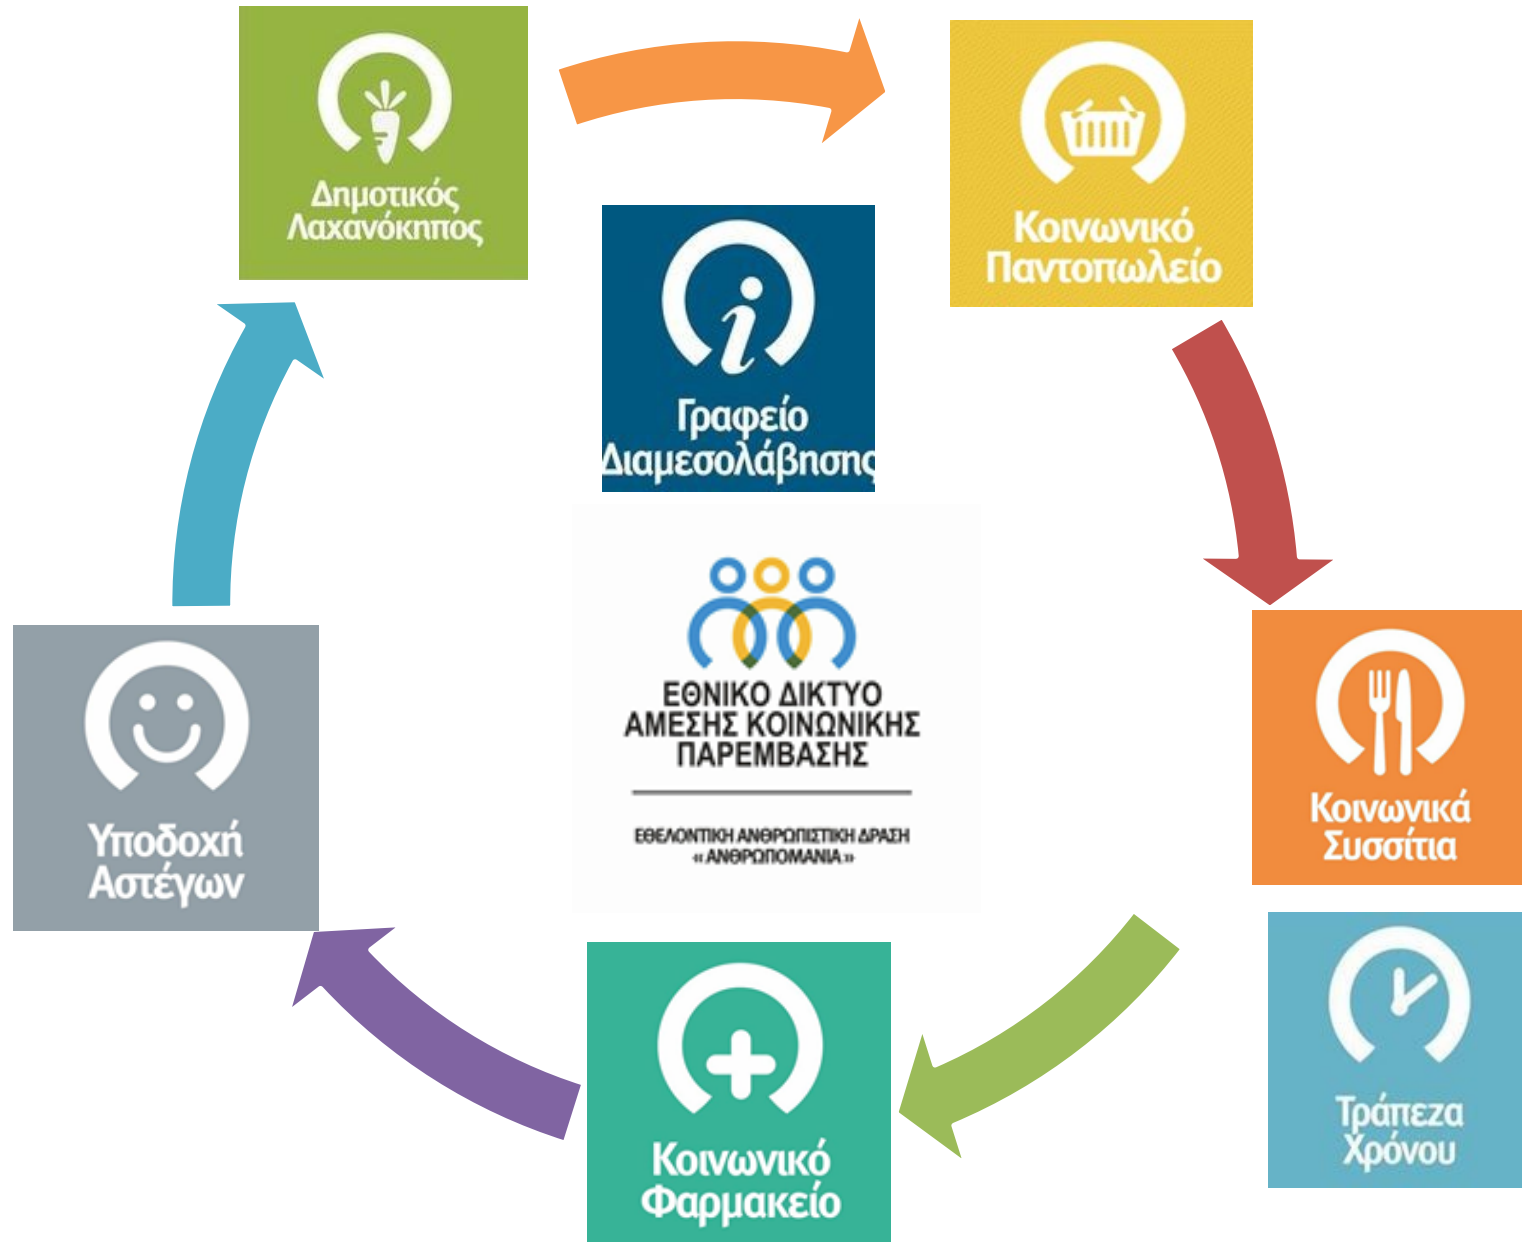 Δημοτικός
Λαχανόκηπος
Κοινωνικό
Παντοπωλείο
Γραφείο
Διαμεσολάβησης
ΕΘΝΙΚΟ ΔΙΚΤΥΟ
ΑΜΕΣΗΣ ΚΟΙΝΩΝΙΚΗΣ
ΠΑΡΕΜΒΑΣΗΣ
ΕΘΕΛΟΝΤΙΚΗ ΑΝΘΡΩΠΙΣΤΙΚΗ ΔΡΑΣΗ
«ΑΝΘΡΩΠΟΜΑΝΙΑ»
Κοινωνικά
Συσσίτια
Τράπεζα
Χρόνου
Κοινωνικό
Φαρμακείο
Υποδοχή
Αστέγων